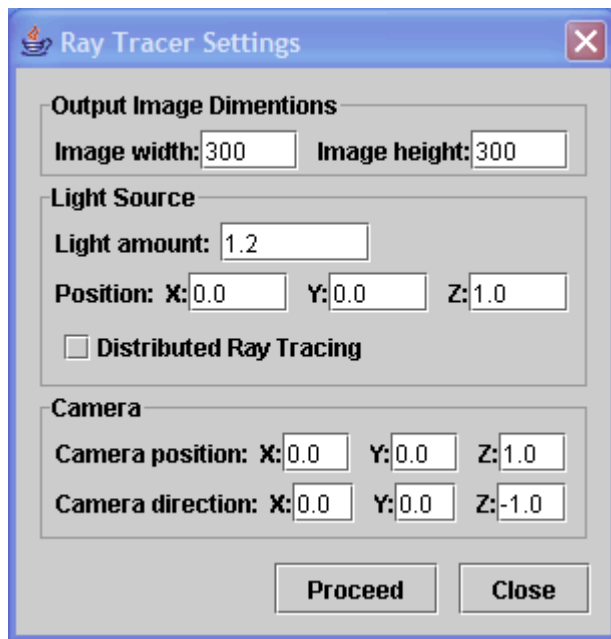 Ray Tracer Settings
Output Image Dimentions
Image width: 300 Image height: 300
Light Source
Light amount: 1.2
Position: X: 0.0 Y: 0.0 Z: 1.0
Distributed Ray Tracing
Camera
Camera position: X: 0.0 Y: 0.0 Z: 1.0
Camera direction: X: 0.0 Y: 0.0 Z: -1.0
Proceed Close